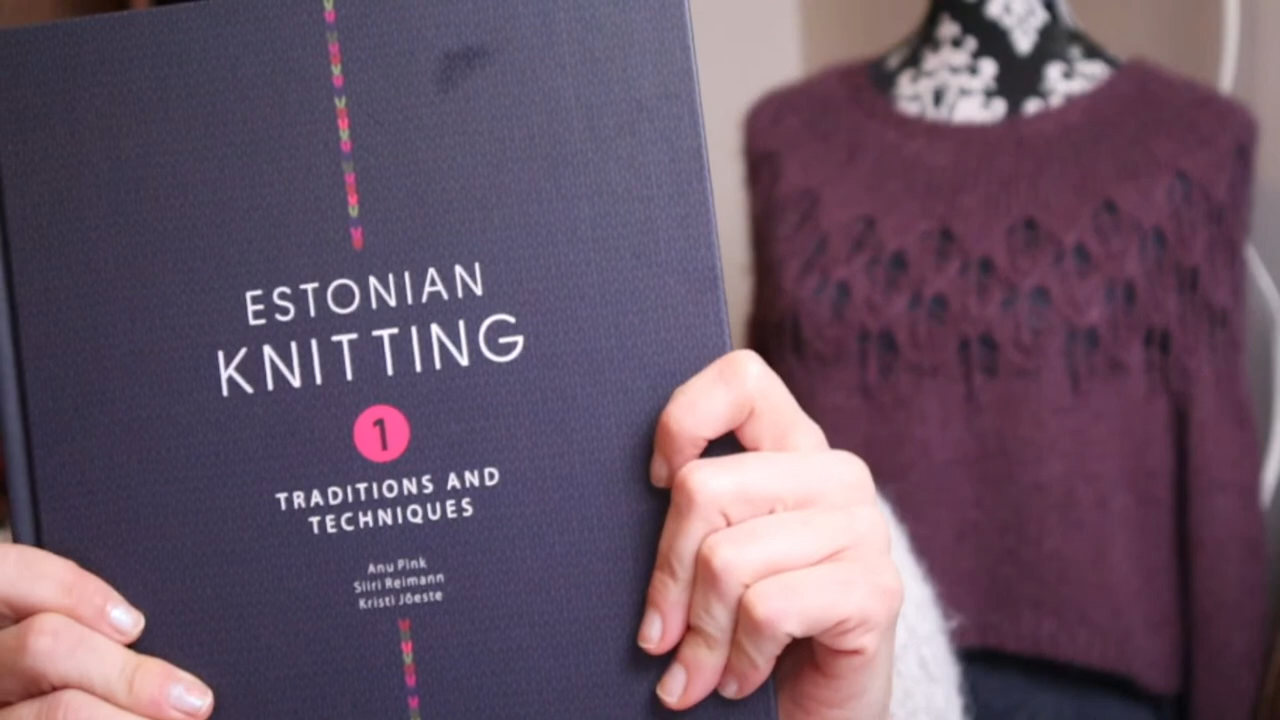 ESTONIAN
KNITTING
1
TRADITIONS AND
TECHNIQUES
Anu Pink
Siiri Reimann
Kristi Jõeste